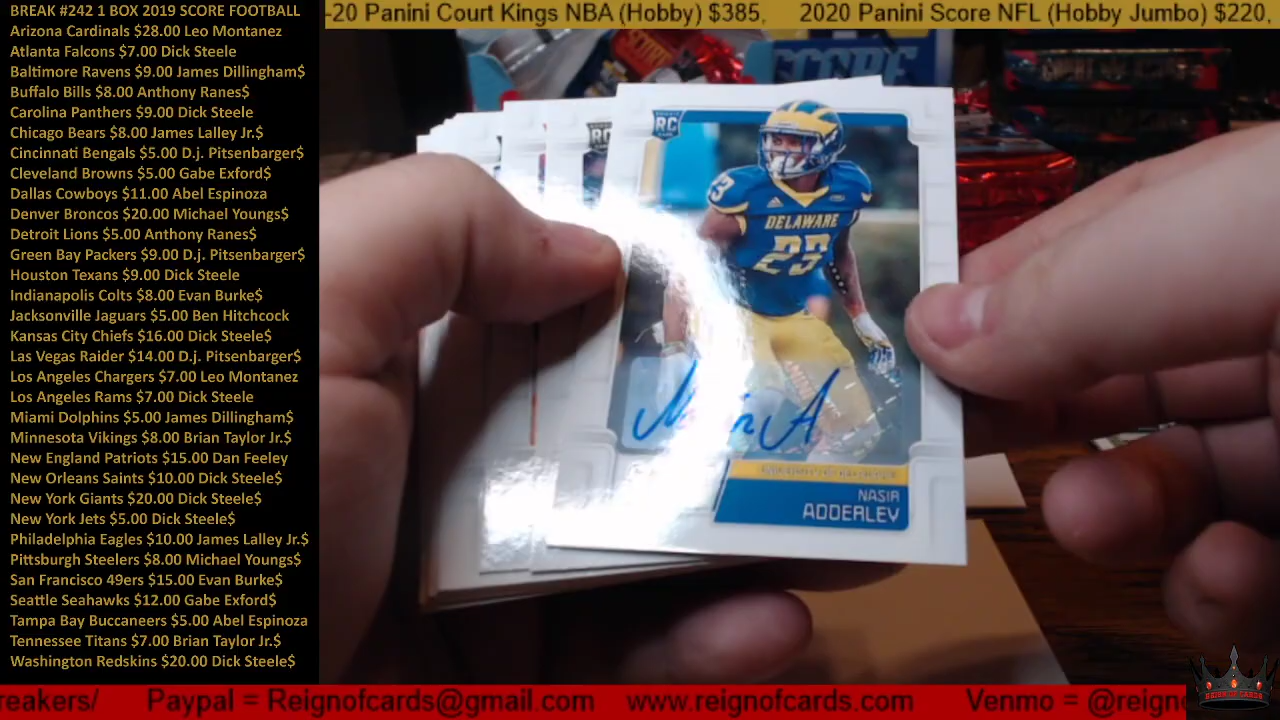 BREAK #242 1 BOX 2019 SCORE FOOTBALL
Arizona Cardinals $28.00 Leo Montanez
Atlanta Falcons $7.00 Dick Steele
Baltimore Ravens $9.00 James Dillingham$
Buffalo Bills $8.00 Anthony Ranes$
Carolina Panthers $9.00 Dick Steele
Chicago Bears $8.00 James Lalley Jr.$
Cincinnati Bengals $5.00 D.j. Pitsenbarger$
Cleveland Browns $5.00 Gabe Exford$
Dallas Cowboys $11.00 Abel Espinoza
Denver Broncos $20.00 Michael Youngs$
Detroit Lions $5.00 Anthony Ranes$
Green Bay Packers $9.00 D.j. Pitsenbarger$
Houston Texans $9.00 Dick Steele
Indianapolis Colts $8.00 Evan Burke$
Jacksonville Jaguars $5.00 Ben Hitchcock
Kansas City Chiefs $16.00 Dick Steele$
Las Vegas Raider $14.00 D.j. Pitsenbarger$
Los Angeles Chargers $7.00 Leo Montanez
Los Angeles Rams $7.00 Dick Steele
Miami Dolphins $5.00 James Dillingham$
Minnesota Vikings $8.00 Brian Taylor Jr.$
New England Patriots $15.00 Dan Feeley
New Orleans Saints $10.00 Dick Steele$
New York Giants $20.00 Dick Steele$
New York Jets $5.00 Dick Steele$
Philadelphia Eagles $10.00 James Lalley Jr.$
Pittsburgh Steelers $8.00 Michael Youngs$
San Francisco 49ers $15.00 Evan Burke$
Seattle Seahawks $12.00 Gabe Exford$
Tampa Bay Buccaneers $5.00 Abel Espinoza
Tennessee Titans $7.00 Brian Taylor Jr.$
Washington Redskins $20.00 Dick Steele$
-20 Panini Court Kings NBA (Hobby) $385, 2020 Panini Score NFL (Hobby Jumbo) $220,
SCORE
RC
RC
23
DELAWARE
23
NASIR
ADDERLEY
reakers/ Paypal = Reignofcards@gmail.com www.reignofcards.com Venmo = @reign
REIGN OF CARDS